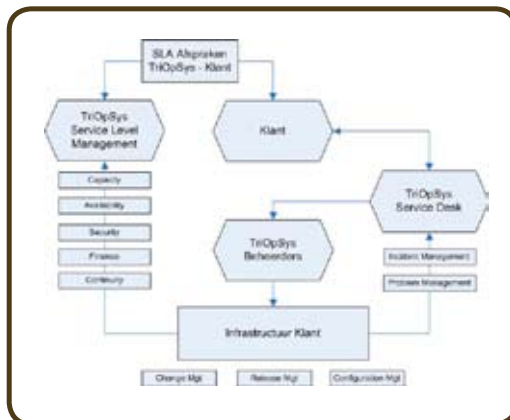 SLA Afspraken
TriOpSys - Klant
TriOpSys
Service Level
Management
Klant
Capacity
Availability
TriOpSys
Service Desk
Security
TriOpSys
Beheerders
Finance
Incident Management
Continuity
Problem Management
Infrastructuur Klant
Change Mgt
Release Mgt
Configuration Mgt